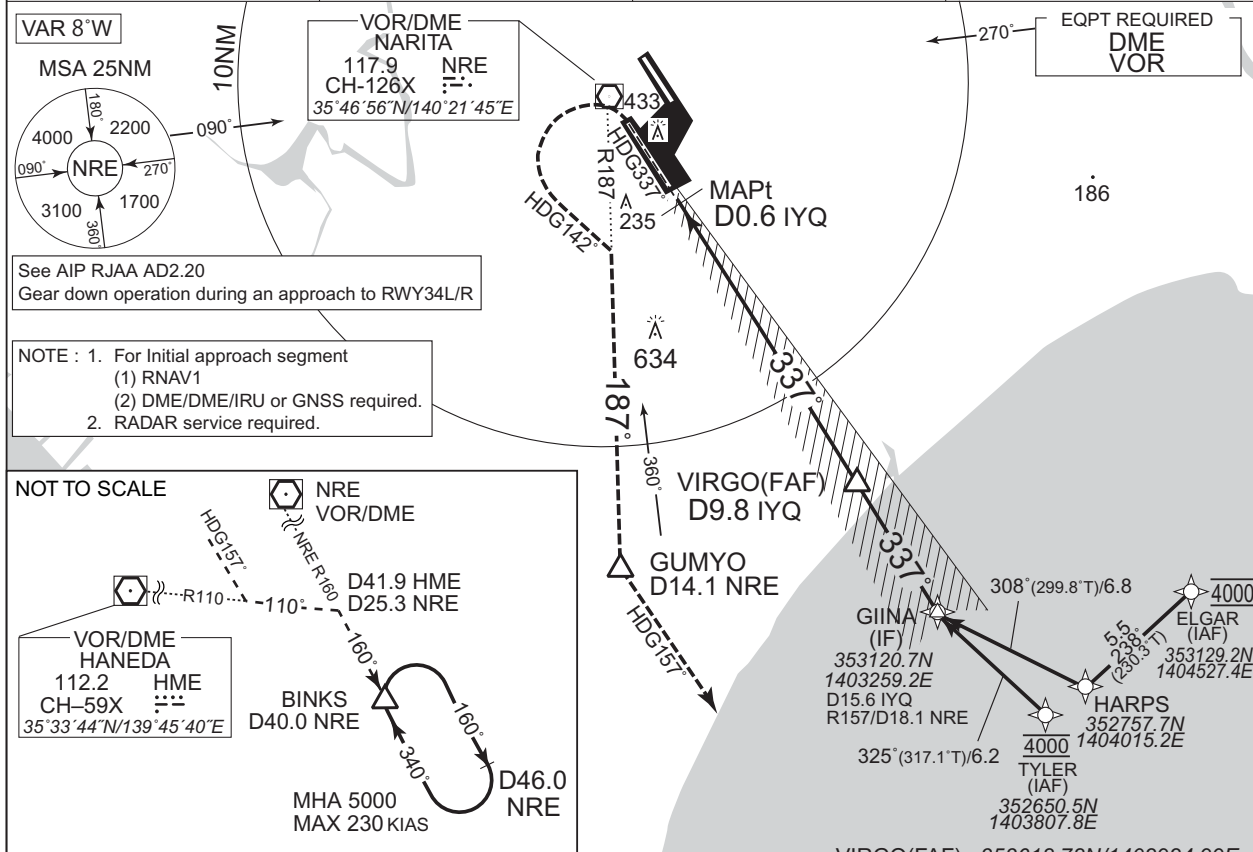 VAR 8°W
MSA 25NM
180°
4000
2200
090°
NRE
270°
3100
1700
360°
090°
10NM
VOR/DME
NARITA
117.9 NRE
CH-126X
35°46´56˝N/140°21´45˝E
270°
EQPT REQUIRED
DME
VOR
433
HDG337°
R187
235
HDG142°
MAPt
D0.6 IYQ
186
See AIP RJAA AD2.20
Gear down operation during an approach to RWY34L/R
NOTE : 1. For Initial approach segment
(1) RNAV1
(2) DME/DME/IRU or GNSS required.
2. RADAR service required.
634
337°
187°
360°
VIRGO(FAF)
D9.8 IYQ
337°
GUMYO
D14.1 NRE
HDG157°
308°(299.8°T)/6.8
GIINA
(IF)
353120.7N
1403259.2E
D15.6 IYQ
R157/D18.1 NRE
5.5
238°
(230.3°T)
4000
ELGAR
(IAF)
353129.2N
1404527.4E
HARPS
352757.7N
1404015.2E
325°(317.1°T)/6.2
4000
TYLER
(IAF)
352650.5N
1403807.8E
NOT TO SCALE
NRE
VOR/DME
HDG157°
NRE R160
R110
110°
D41.9 HME
D25.3 NRE
VOR/DME
HANEDA
112.2 HME
CH–59X
35°33´44˝N/139°45´40˝E
160°
BINKS
D40.0 NRE
160°
340°
D46.0
NRE
MHA 5000
MAX 230 KIAS